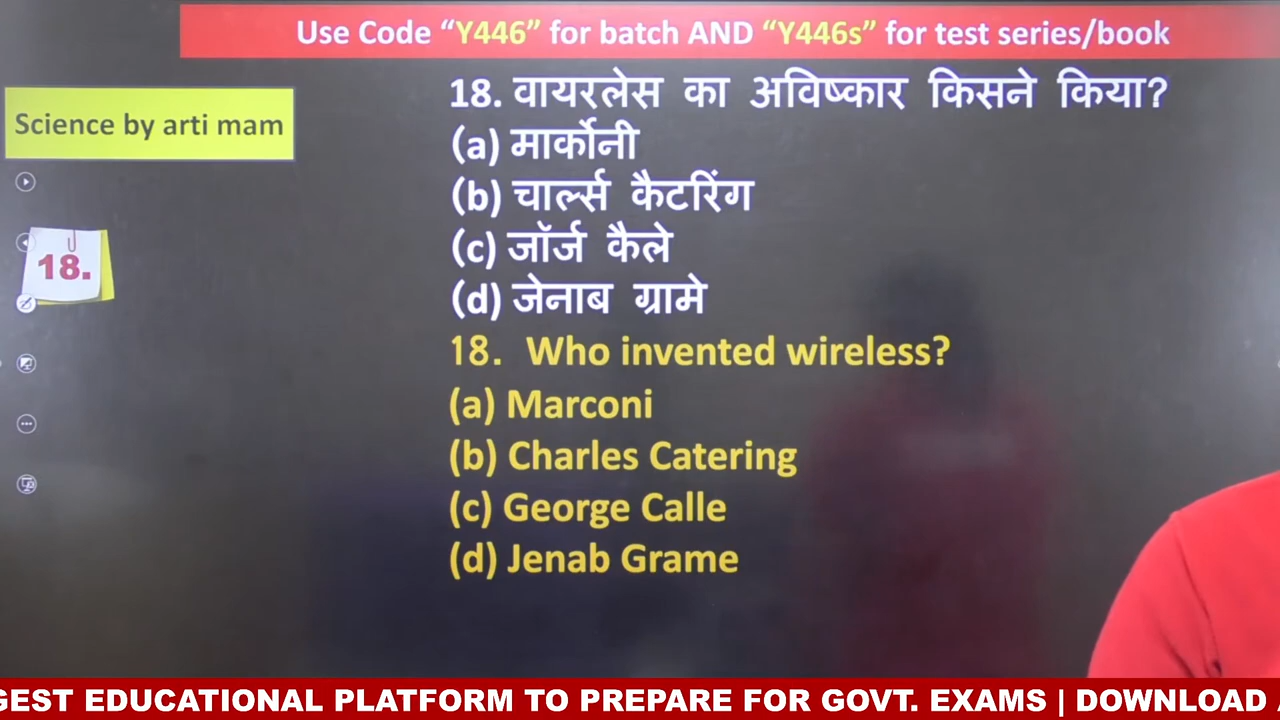 Use Code “Y446” for batch AND “Y446s” for test series/book
Science by arti mam
18.
18. वायरलेस का अविष्कार किसने किया?
(a) मार्कोनी
(b) चार्ल्स कैटरिंग
(c) जॉर्ज कैले
(d) जेनाब ग्रामे
18. Who invented wireless?
(a) Marconi
(b) Charles Catering
(c) George Calle
(d) Jenab Grame
GEST EDUCATIONAL PLATFORM TO PREPARE FOR GOVT. EXAMS | DOWNLOAD